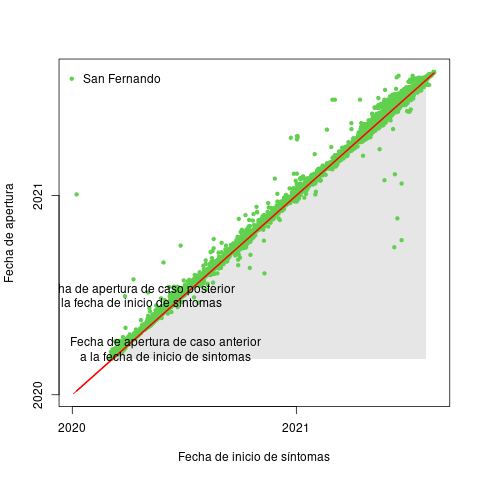 San Fernando
Fecha de apertura
2021
ha de apertura de caso posterior
la fecha de inicio de síntomas
Fecha de apertura de caso anterior
a la fecha de inicio de sintomas
2020
2020
2021
Fecha de inicio de síntomas